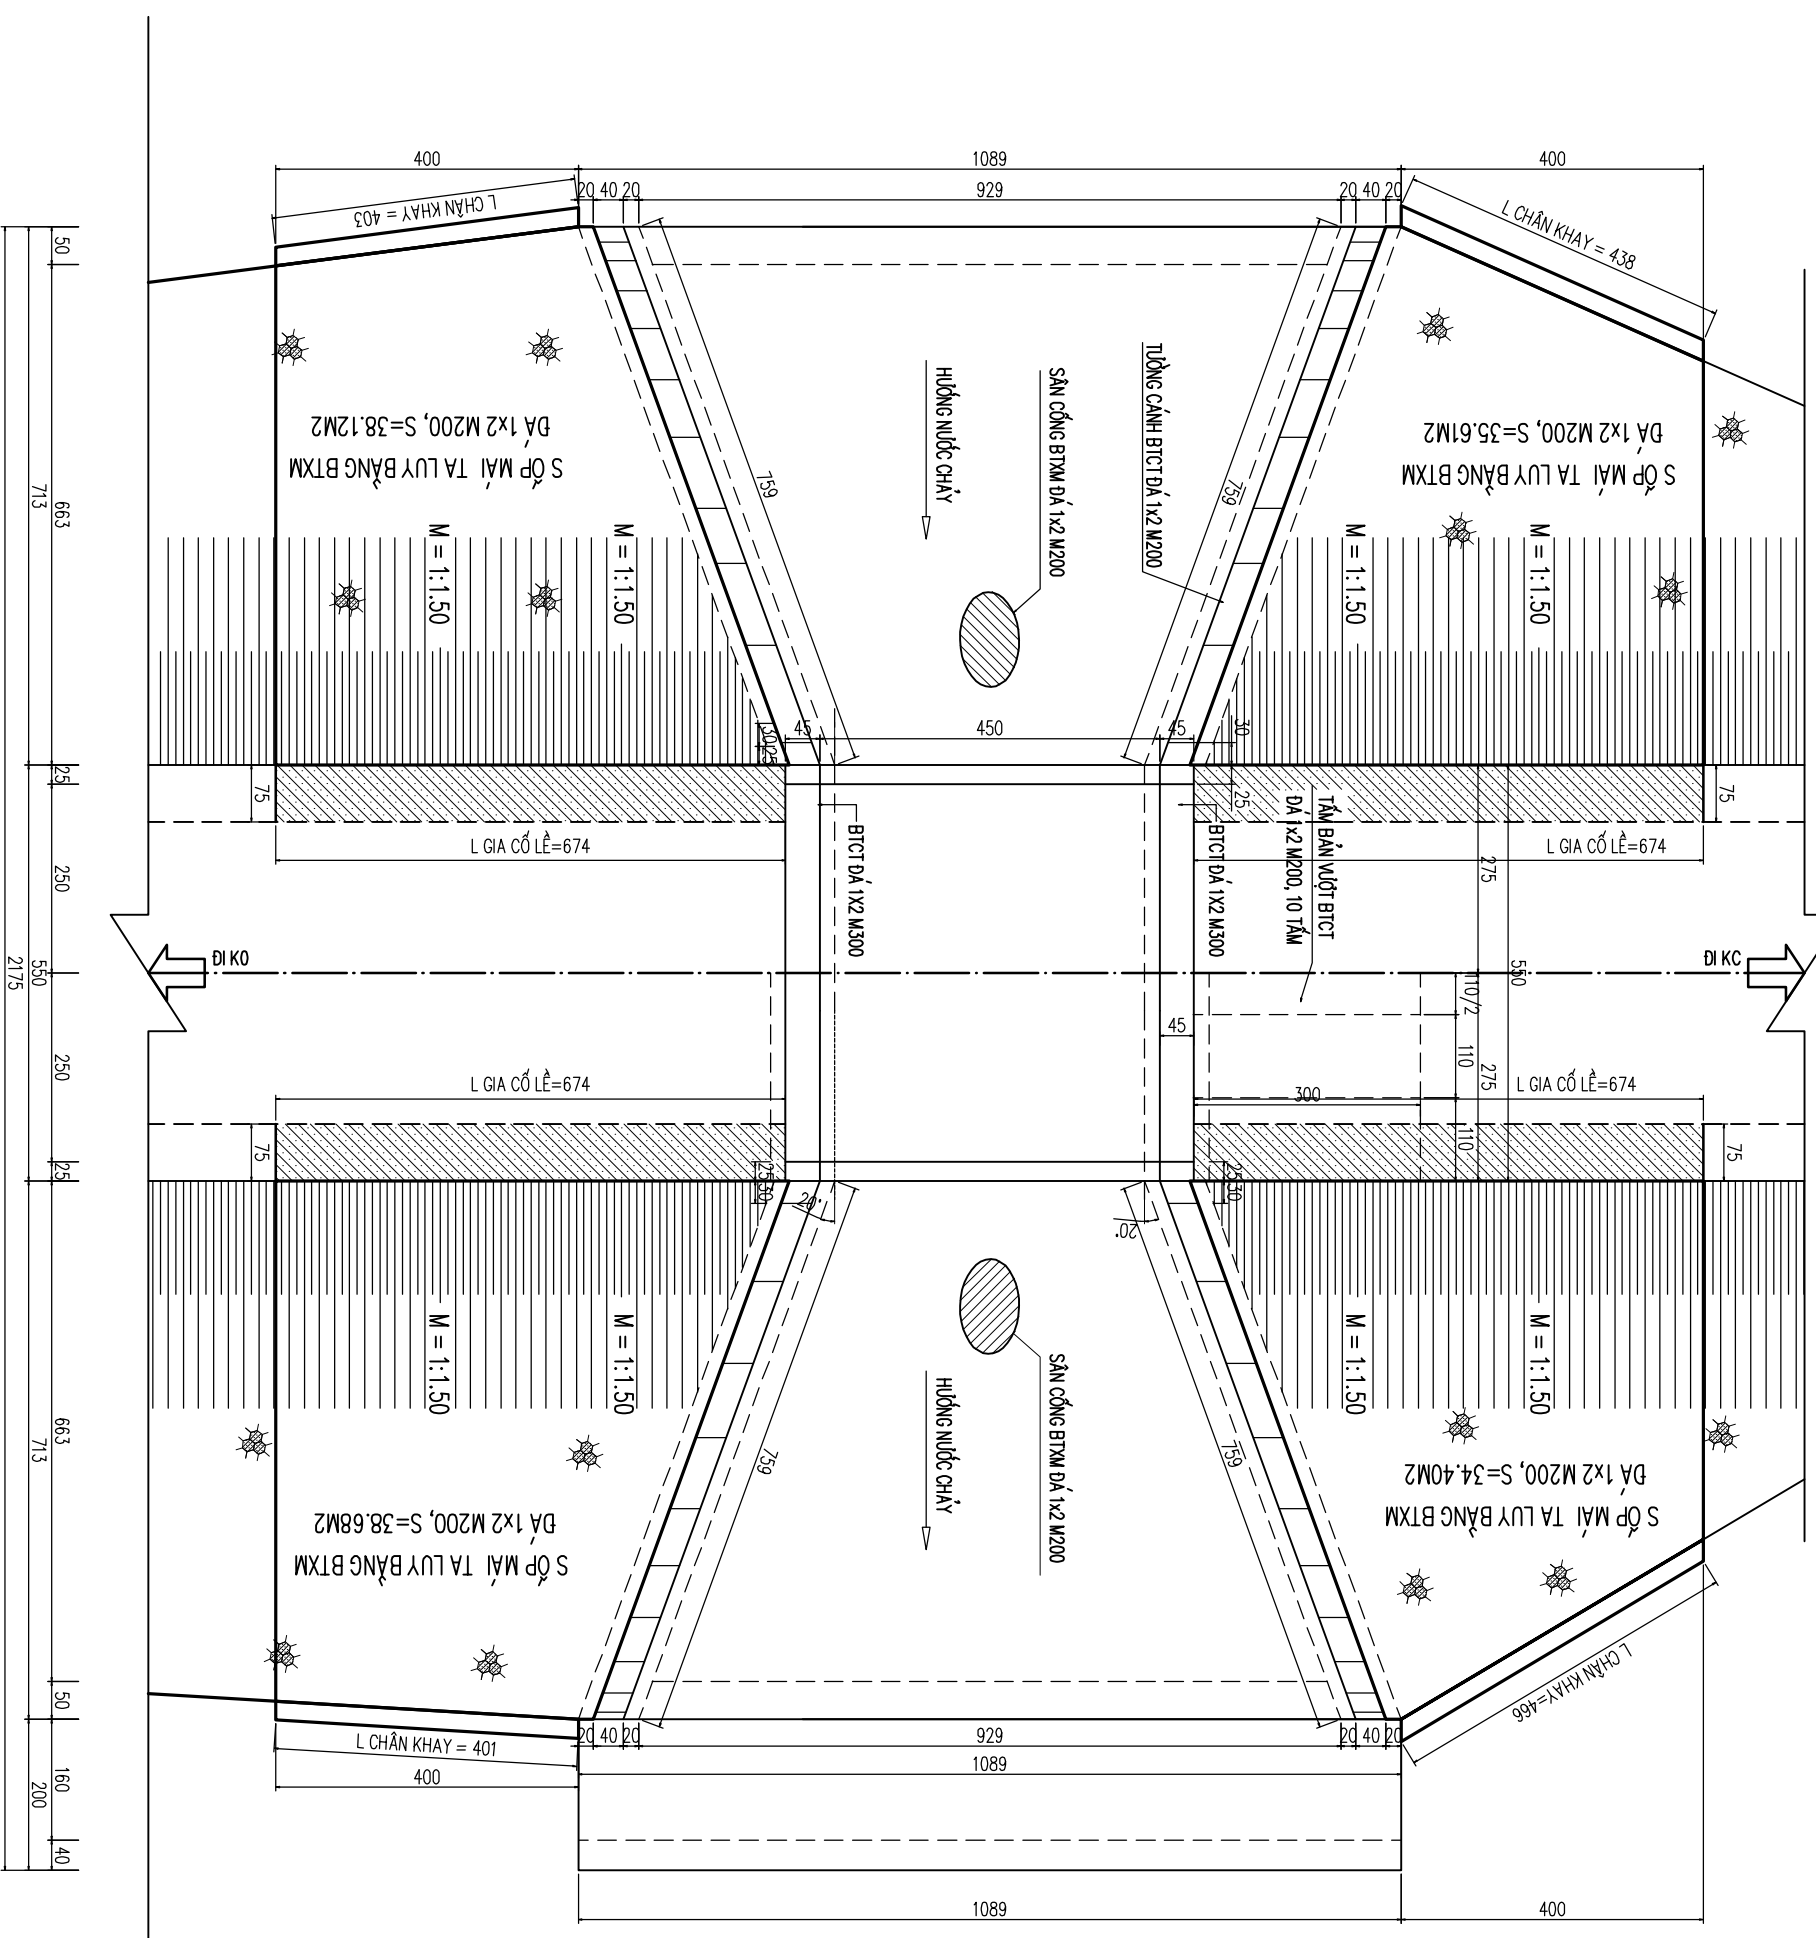 400
1089
400
20 40 20
929
20 40 20
L CHÂN KHAY = 403
L CHÂN KHAY = 438
50
663
713
25
250
550
2175
250
25
663
713
50
160
200
40
ĐÁ 1x2 M200, S=38.12M2
S ỐP MÁI TA LUY BẰNG BTXM
ĐÁ 1x2 M200, S=35.61M2
S ỐP MÁI TA LUY BẰNG BTXM
HƯỚNG NƯỚC CHẢY
SÂN CỐNG BTXM ĐÁ 1x2 M200
TƯỜNG CÁNH BTCT ĐÁ 1x2 M200
759
759
M = 1:1.50
M = 1:1.50
M = 1:1.50
M = 1:1.50
30
25
45
450
45
30
25
75
75
L GIA CỐ LỀ=674
L GIA CỐ LỀ=674
BTCT ĐÁ 1X2 M300
BTCT ĐÁ 1X2 M300
TẤM BẢN VƯỢT BTCT
ĐÁ 1x2 M200, 10 TẤM
275
550
ĐI K0
ĐI KC
110/2
45
110
275
300
110
L GIA CỐ LỀ=674
L GIA CỐ LỀ=674
75
75
25 30
25 30
20°
20°
M = 1:1.50
M = 1:1.50
M = 1:1.50
M = 1:1.50
759
759
HƯỚNG NƯỚC CHẢY
SÂN CỐNG BTXM ĐÁ 1x2 M200
ĐÁ 1x2 M200, S=38.68M2
S ỐP MÁI TA LUY BẰNG BTXM
ĐÁ 1x2 M200, S=34.40M2
S ỐP MÁI TA LUY BẰNG BTXM
L CHÂN KHAY = 401
L CHÂN KHAY=466
20 40 20
929
20 40 20
400
1089
1089
400